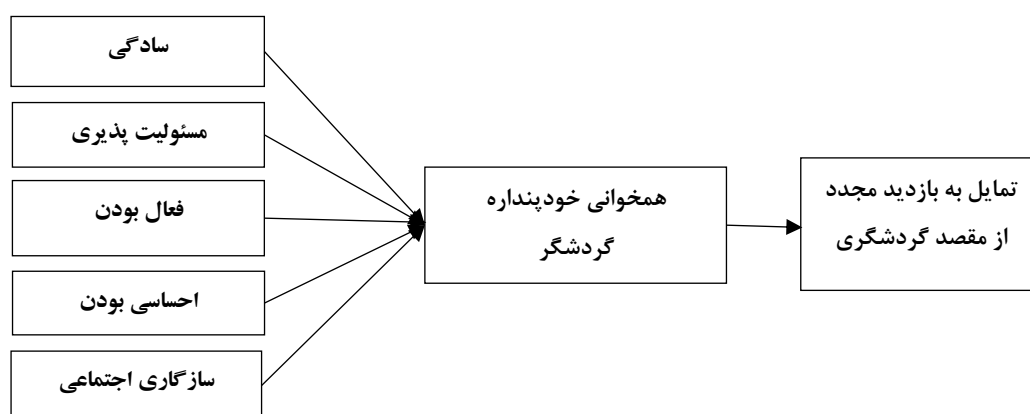 سادگی
مسئولیت پذیری
فعال بودن
احساسی بودن
سازگاری اجتماعی
همخوانی خودپنداره
گردشگر
تمایل به بازدید مجدد
از مقصد گردشگری